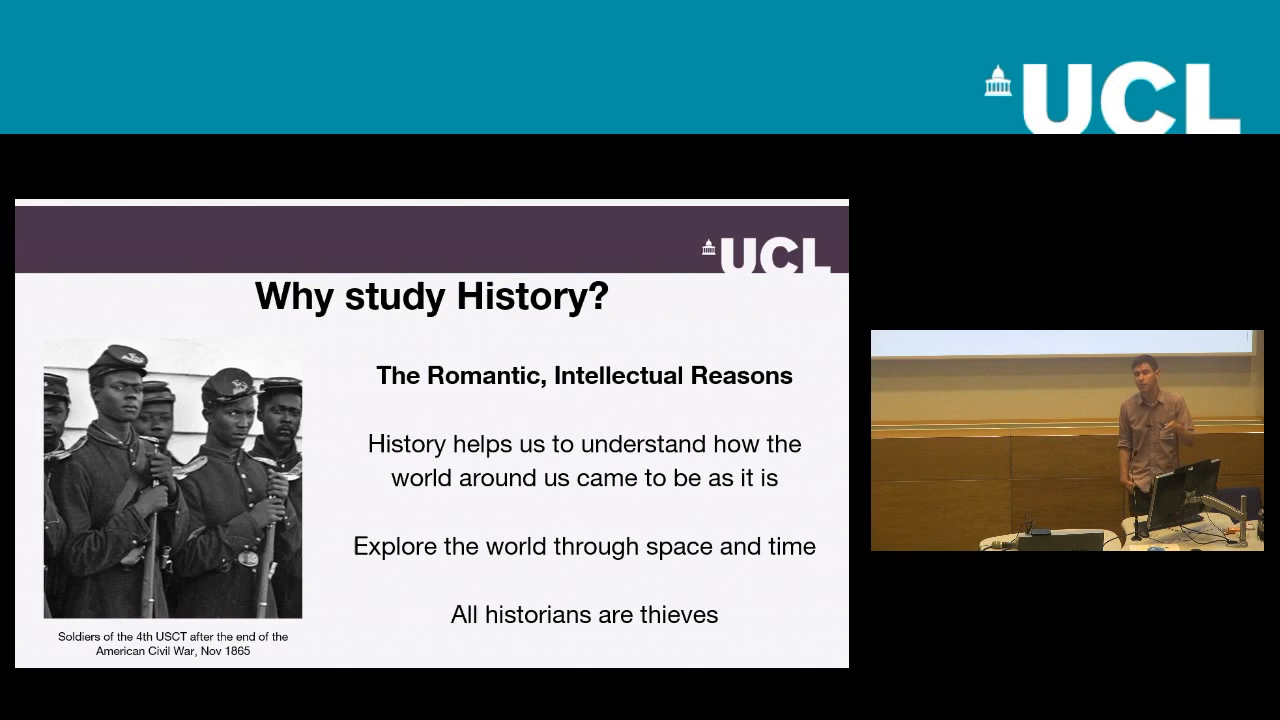 UCL
UCL
Why study History?
The Romantic, Intellectual Reasons
History helps us to understand how the
world around us came to be as it is
Explore the world through space and time
All historians are thieves
Soldiers of the 4th USCT after the end of the
American Civil War, Nov 1865